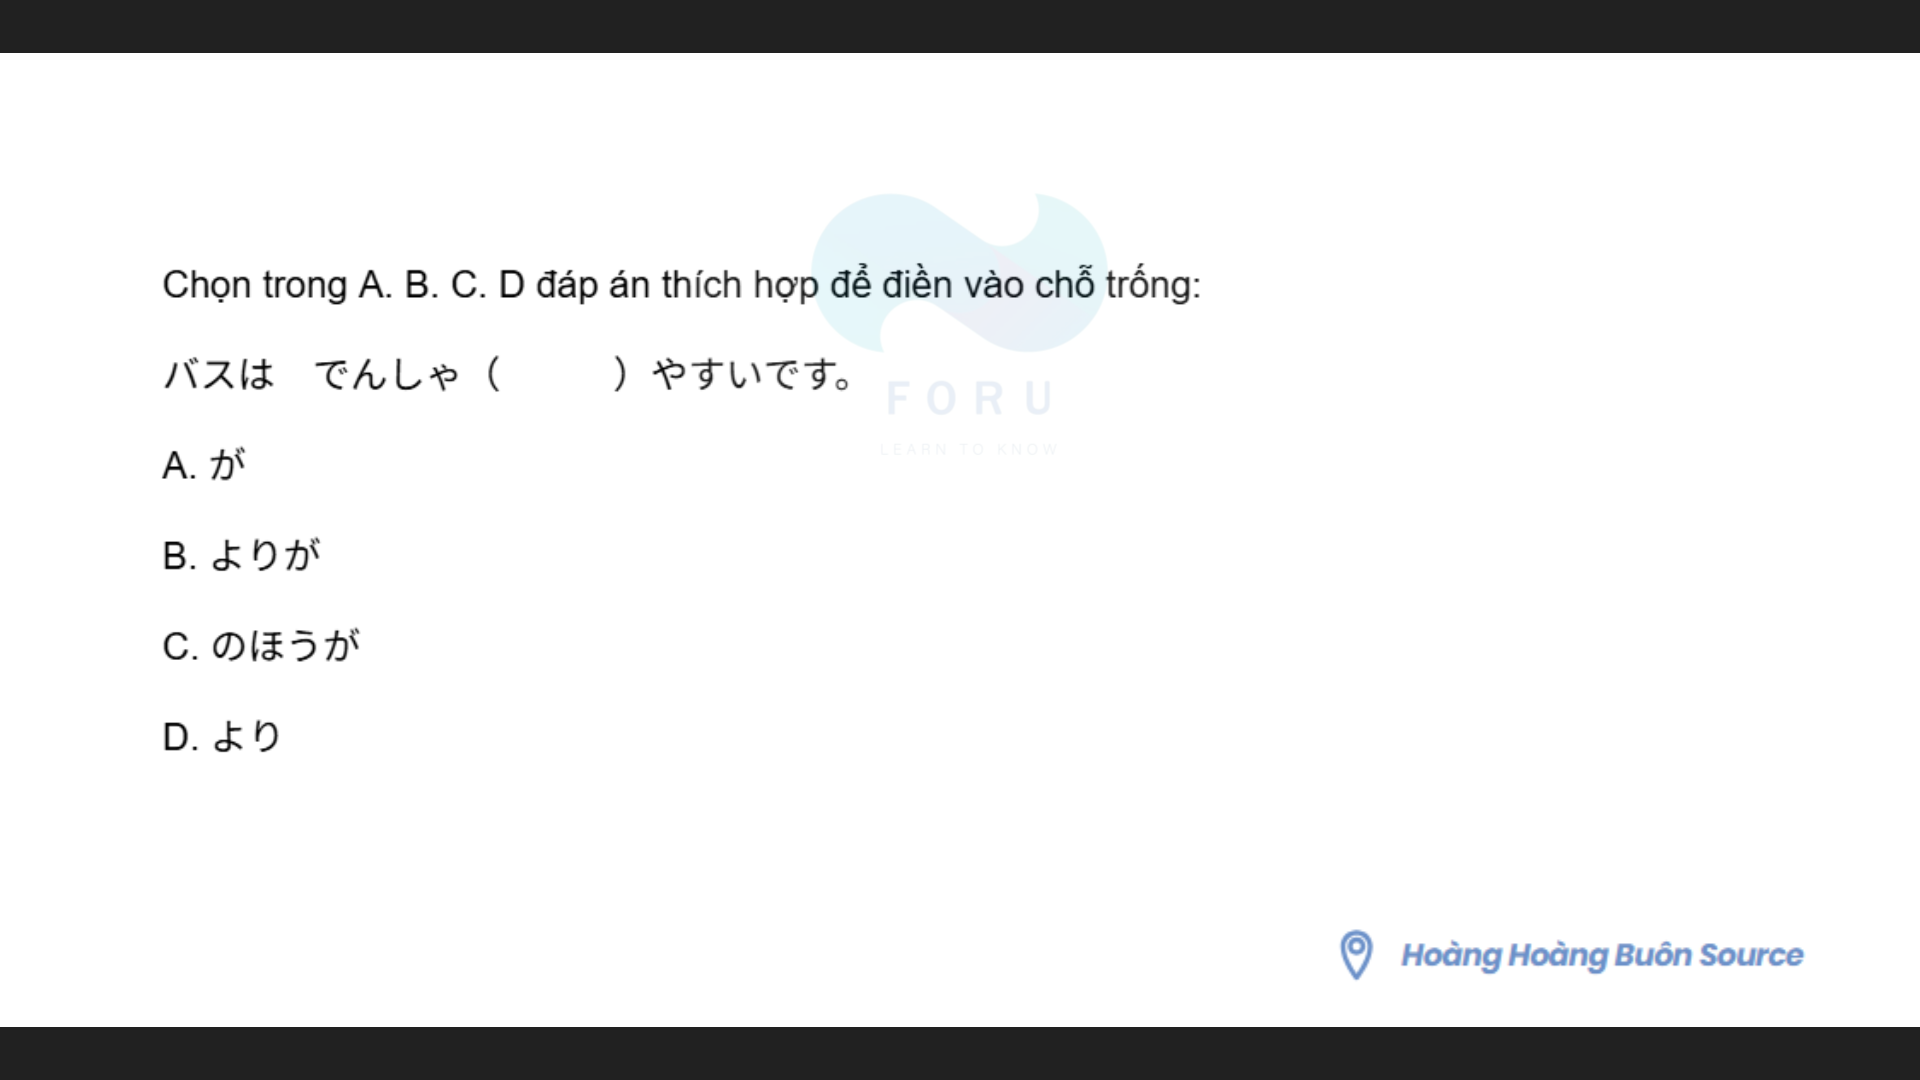 Chọn trong A. B. C. D đáp án thích hợp để điền vào chỗ trống:
バスは　でんしゃ（　　　）やすいです。
FORU
LEARN TO KNOW
A. が
B. よりが
C. のほうが
D. より
Hoàng Hoàng Buôn Source